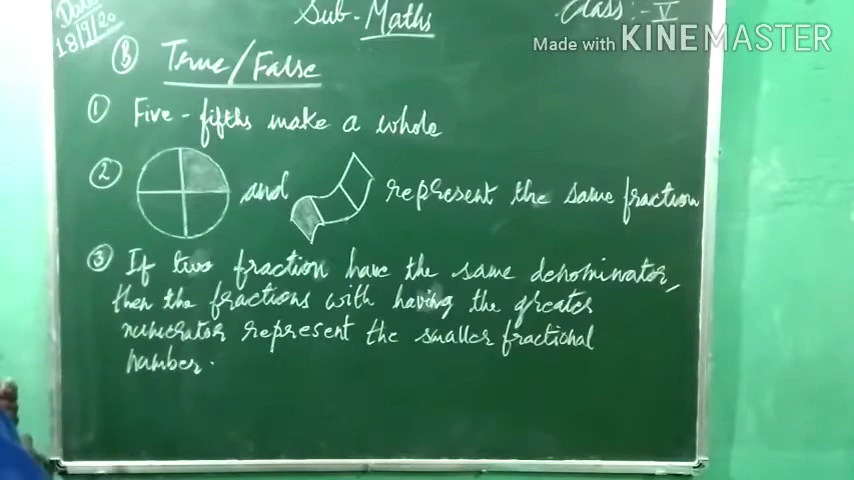 Date
18/9/20
Sub - Maths
Class :- V
Made with KINEMASTER
B True / False
1 Five - fifths make a whole
2 and represent the same fraction
3 If two fraction have the same denominator,
then the fractions with having the greater
numerator represent the smaller fractional
number.